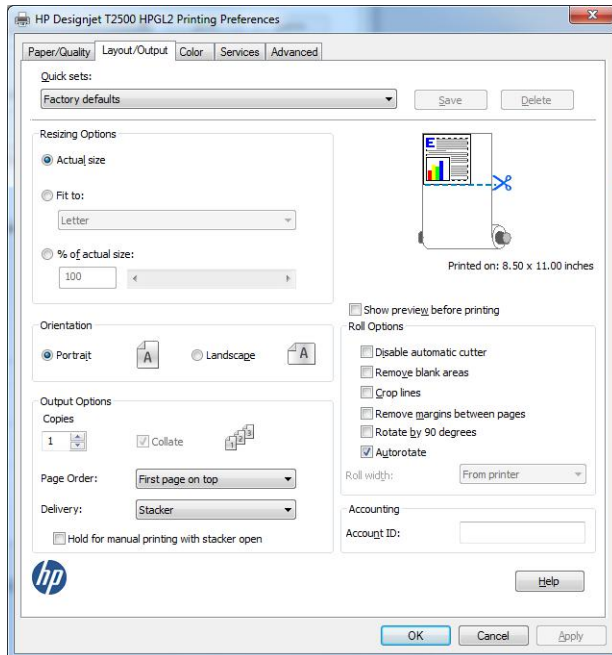 HP Designjet T2500 HPGL2 Printing Preferences
Paper/Quality Layout/Output Color Services Advanced
Quick sets:
Factory defaults
Save Delete
Resizing Options
Actual size
Fit to:
Letter
% of actual size:
100
E
Printed on: 8.50 x 11.00 inches
Show preview before printing
Orientation
Portrait A Landscape A
Roll Options
Disable automatic cutter
Remove blank areas
Crop lines
Remove margins between pages
Rotate by 90 degrees
Autorotate
Roll width: From printer
Output Options
Copies
1 Collate 1 2 3
Page Order: First page on top
Delivery: Stacker
Hold for manual printing with stacker open
Accounting
Account ID:
hp
Help
OK Cancel Apply